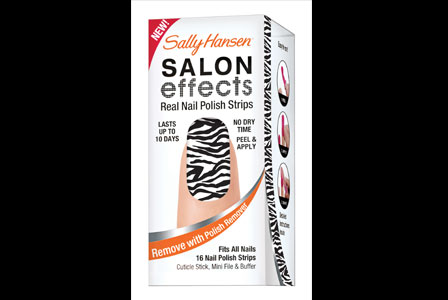 NEW!
Sally Hansen
SALON
effects
Real Nail Polish Strips
LASTS
UP TO
10 DAYS
NO DRY
TIME
PEEL &
APPLY
Remove with Polish Remover
Fits All Nails
16 Nail Polish Strips
Cuticle Stick, Mini File & Buffer